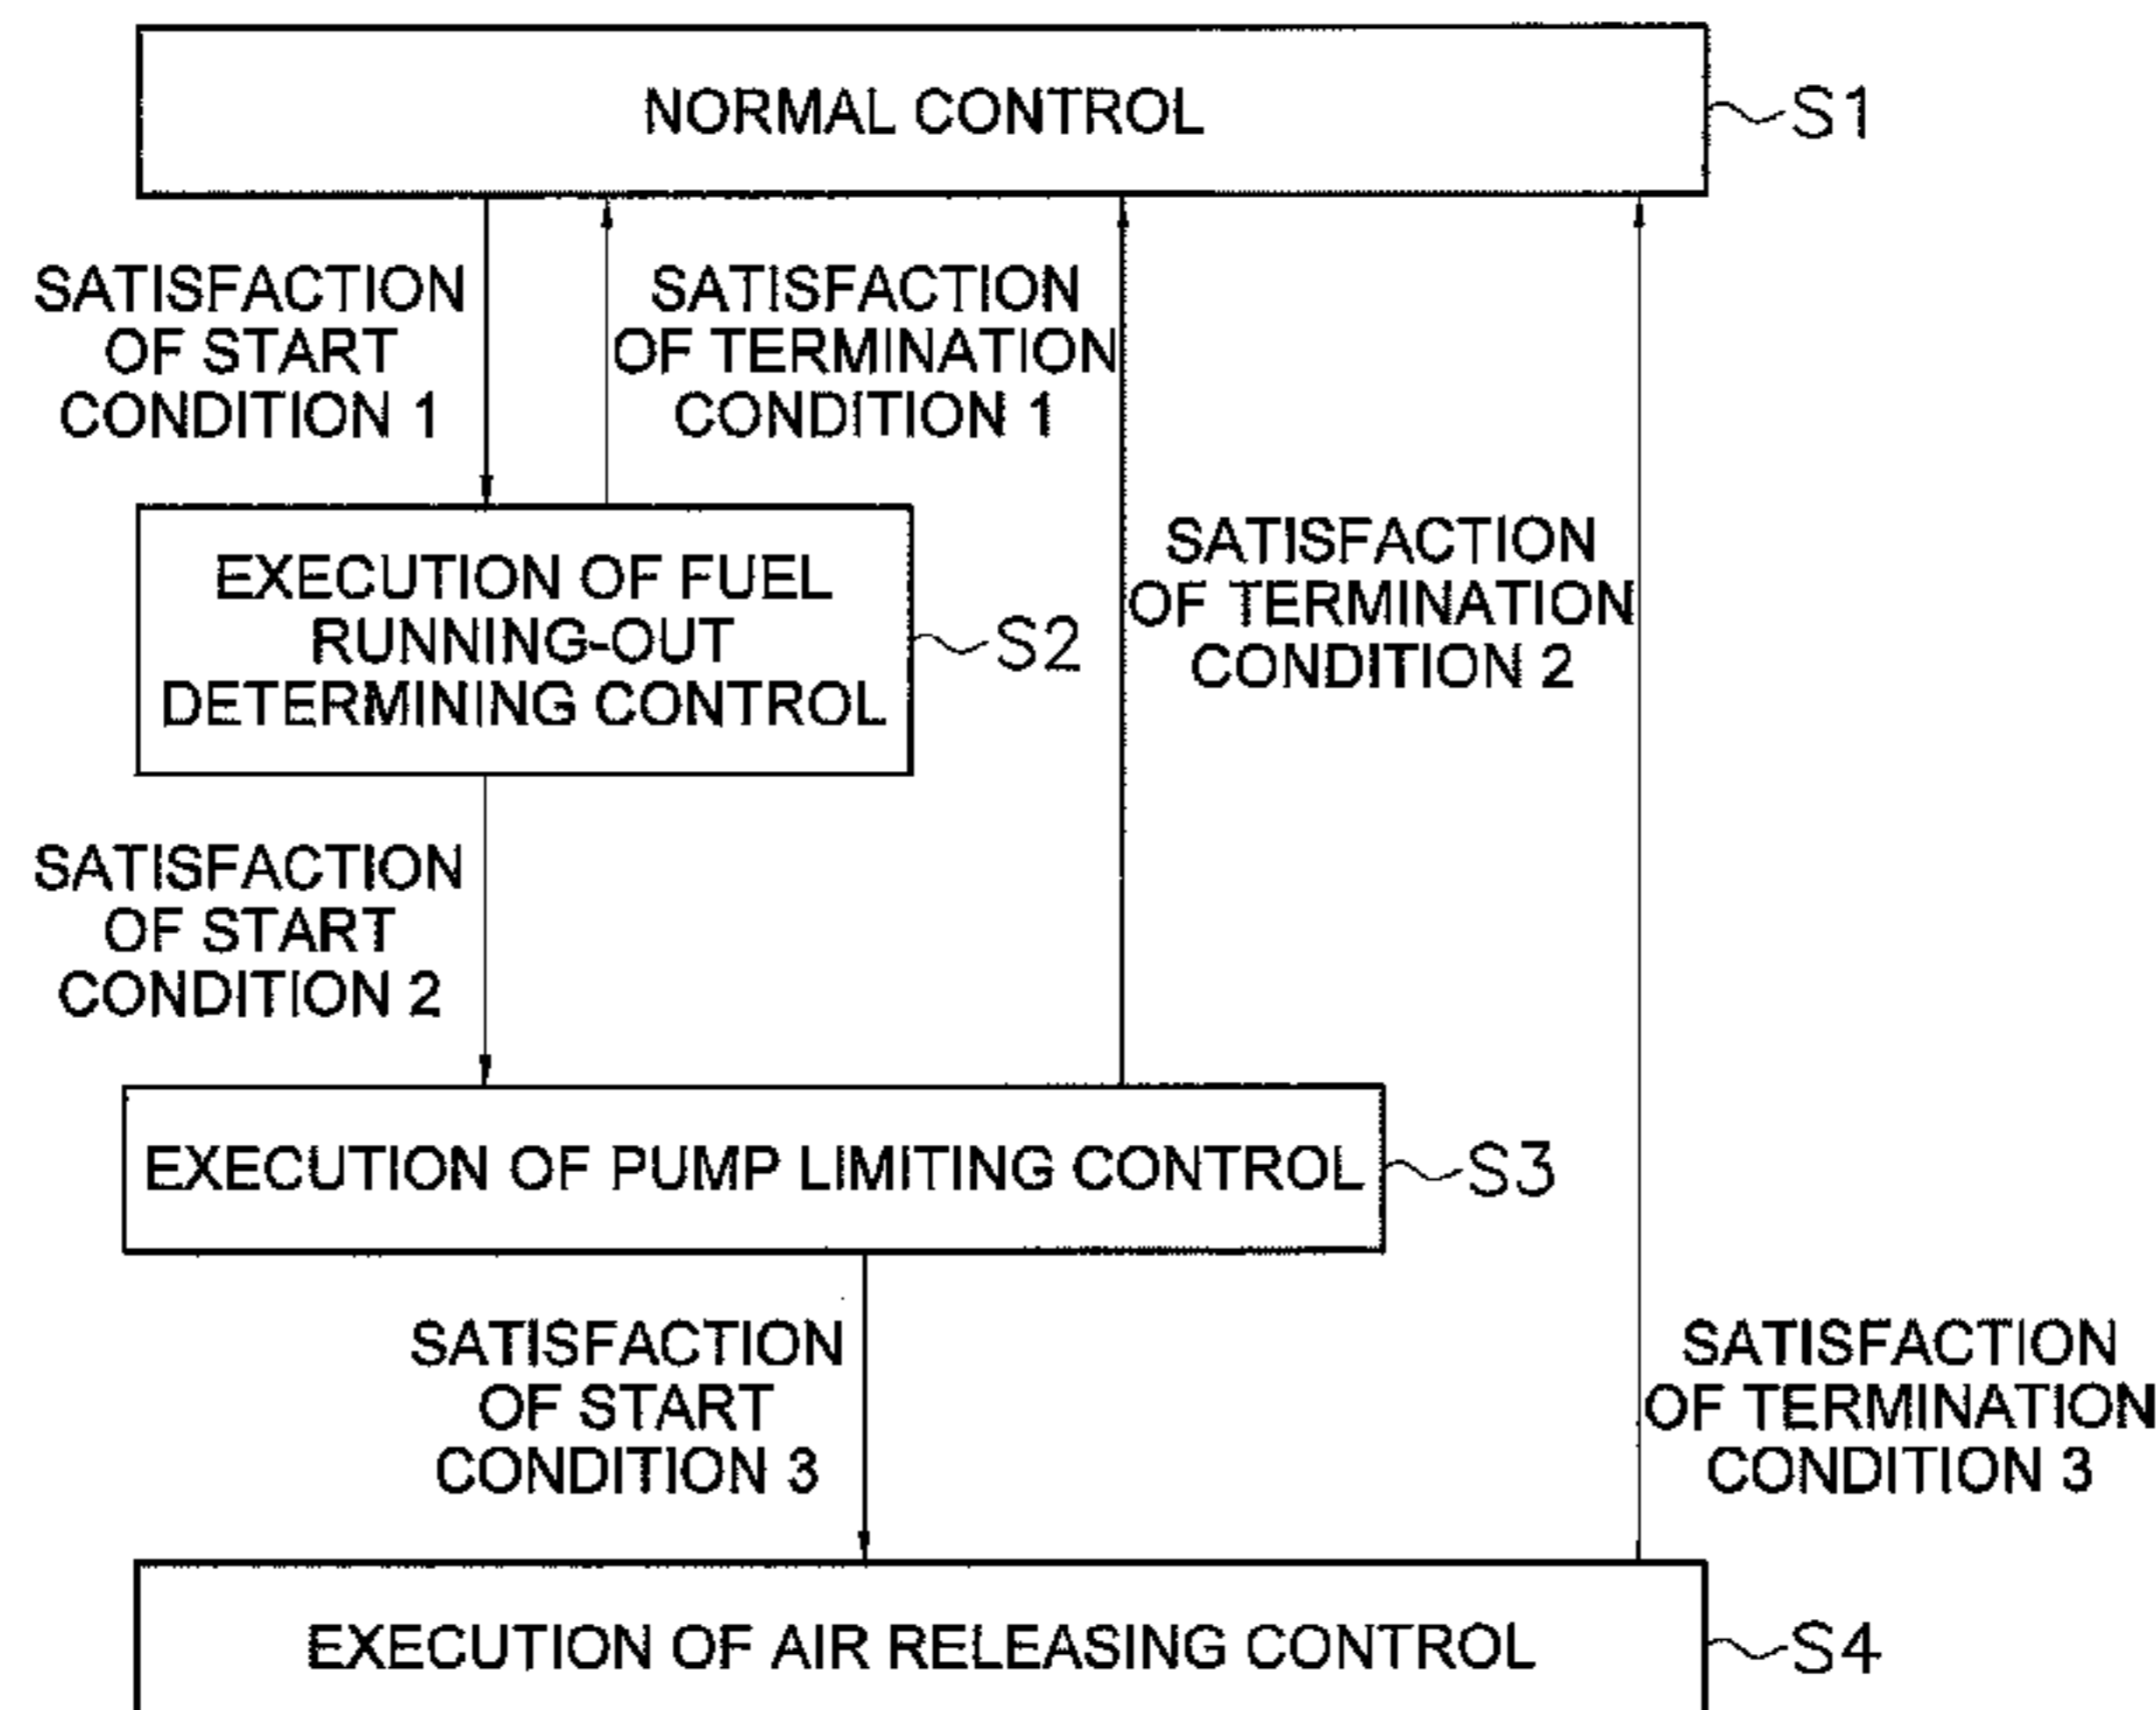 NORMAL CONTROL
S1
SATISFACTION
OF START
CONDITION 1
SATISFACTION
OF TERMINATION
CONDITION 1
EXECUTION OF FUEL
RUNNING-OUT
DETERMINING CONTROL
S2
SATISFACTION
OF TERMINATION
CONDITION 2
SATISFACTION
OF START
CONDITION 2
EXECUTION OF PUMP LIMITING CONTROL
S3
SATISFACTION
OF START
CONDITION 3
SATISFACTION
OF TERMINATION
CONDITION 3
EXECUTION OF AIR RELEASING CONTROL
S4